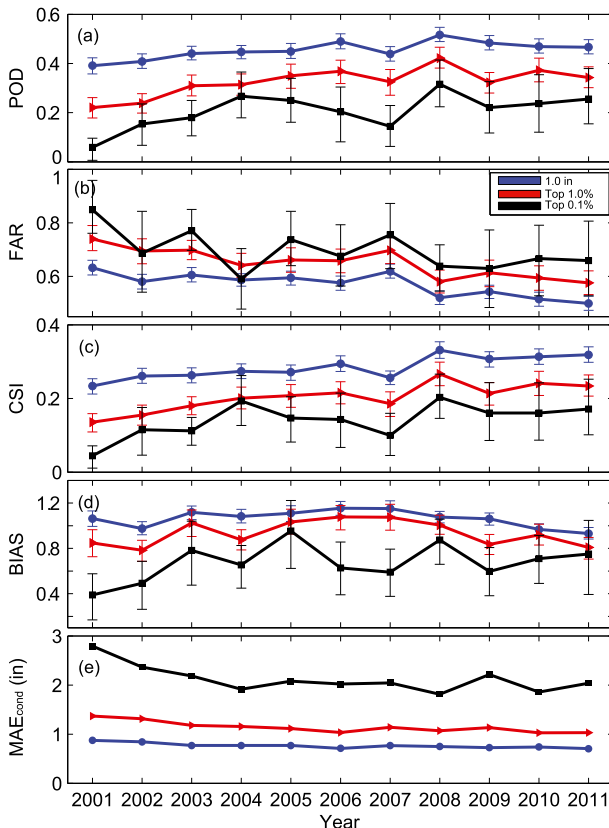 0.6
(a)
0.4
POD
0.2
0
1
(b)
1.0 in
Top 1.0%
Top 0.1%
0.8
FAR
0.6
0.4
(c)
CSI
0.2
0
(d)
1.2
BIAS
0.8
0.4
3
(e)
MAEcond (in)
2
1
0
2001 2002 2003 2004 2005 2006 2007 2008 2009 2010 2011
Year